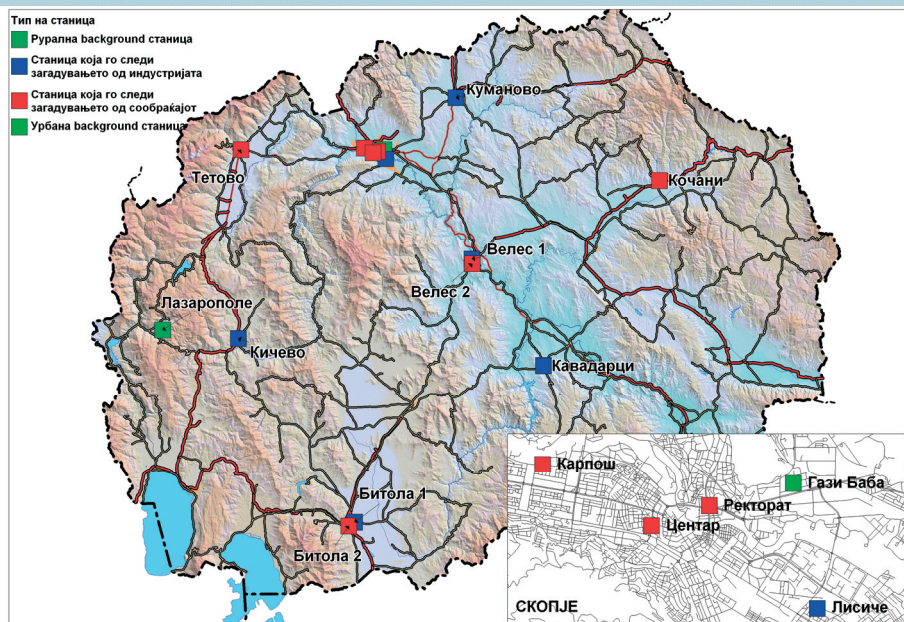 Тип на станица
Рурална background станица
Станица која го следи
загадувањето од индустријата
Станица која го следи
загадувањето од сообраќајот
Урбана background станица
Куманово
Тетово
Кочани
Велес 1
Велес 2
Лазарополе
Кичево
Кавадарци
Битола 1
Битола 2
Карпош
Гази Баба
Ректорат
Центар
СКОПЈЕ
Лисиче